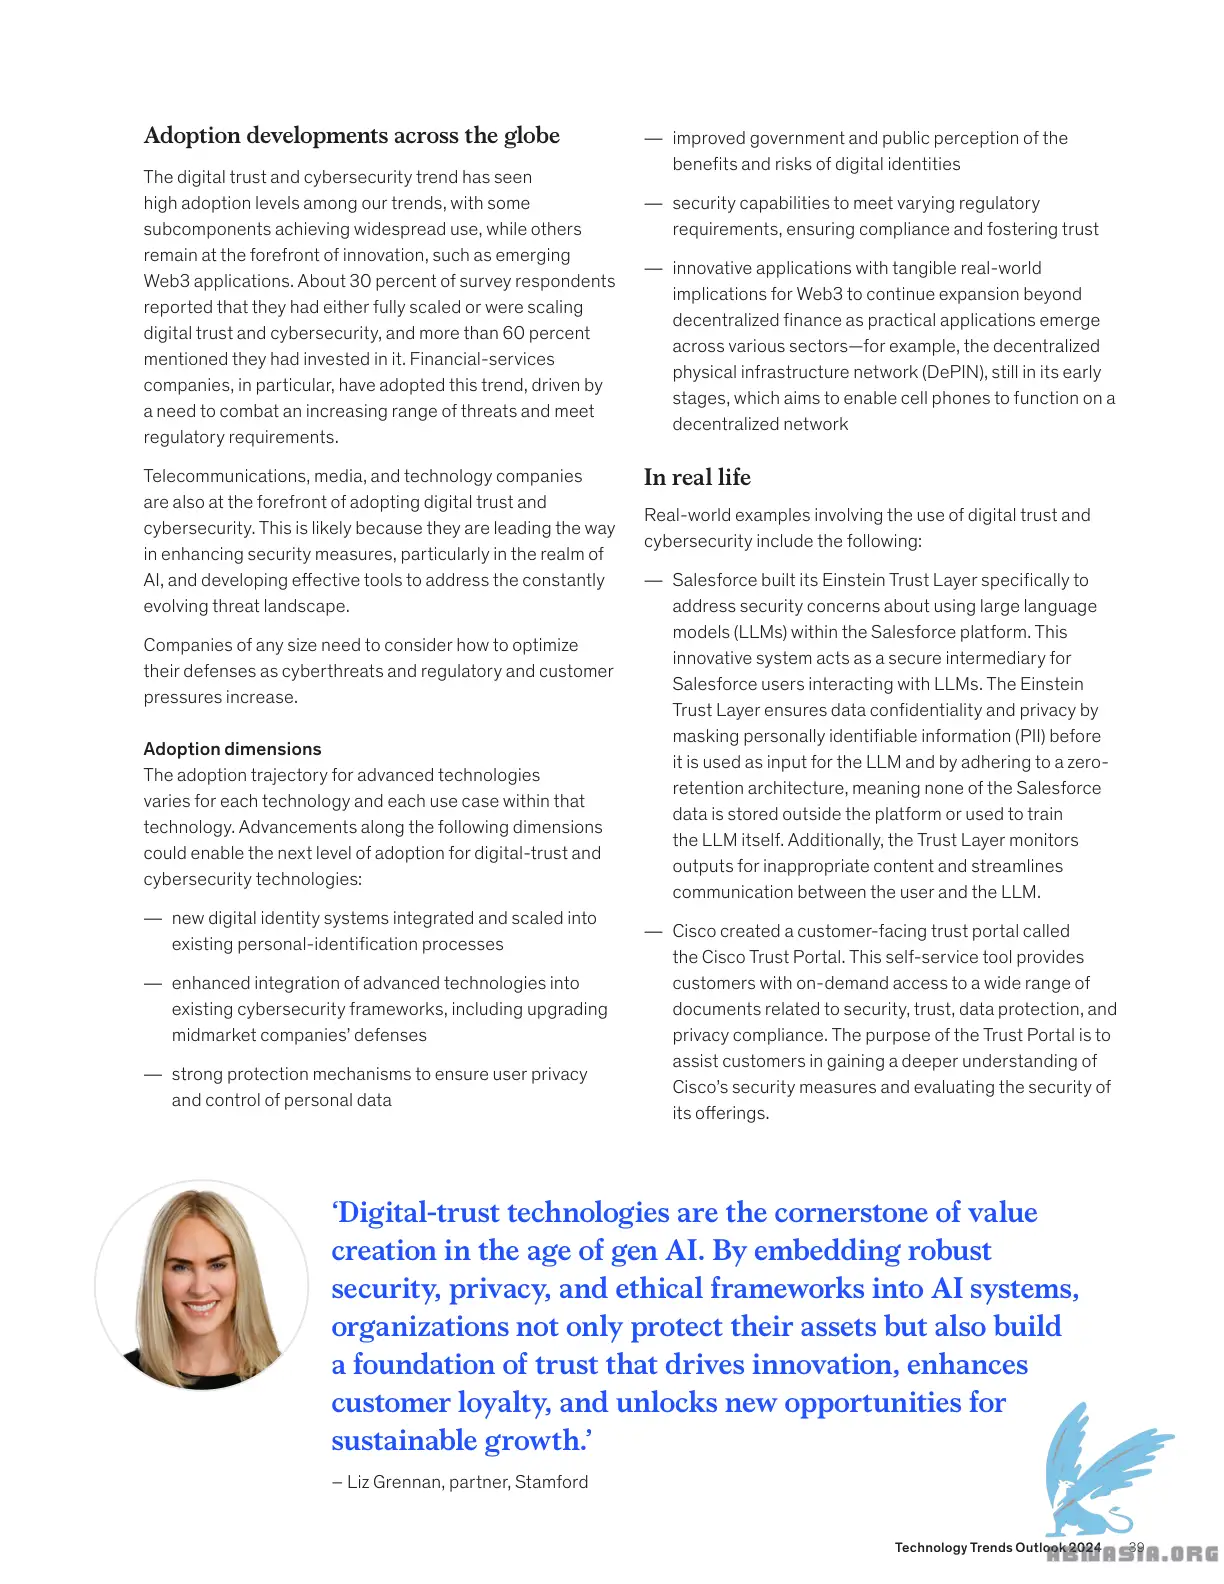 Adoption developments across the globe
The digital trust and cybersecurity trend has seen
high adoption levels among our trends, with some
subcomponents achieving widespread use, while others
remain at the forefront of innovation, such as emerging
Web3 applications. About 30 percent of survey respondents
reported that they had either fully scaled or were scaling
digital trust and cybersecurity, and more than 60 percent
mentioned they had invested in it. Financial-services
companies, in particular, have adopted this trend, driven by
a need to combat an increasing range of threats and meet
regulatory requirements.
Telecommunications, media, and technology companies
are also at the forefront of adopting digital trust and
cybersecurity. This is likely because they are leading the way
in enhancing security measures, particularly in the realm of
AI, and developing effective tools to address the constantly
evolving threat landscape.
Companies of any size need to consider how to optimize
their defenses as cyberthreats and regulatory and customer
pressures increase.
Adoption dimensions
The adoption trajectory for advanced technologies
varies for each technology and each use case within that
technology. Advancements along the following dimensions
could enable the next level of adoption for digital-trust and
cybersecurity technologies:
— new digital identity systems integrated and scaled into
existing personal-identification processes
— enhanced integration of advanced technologies into
existing cybersecurity frameworks, including upgrading
midmarket companies’ defenses
— strong protection mechanisms to ensure user privacy
and control of personal data
— improved government and public perception of the
benefits and risks of digital identities
— security capabilities to meet varying regulatory
requirements, ensuring compliance and fostering trust
— innovative applications with tangible real-world
implications for Web3 to continue expansion beyond
decentralized finance as practical applications emerge
across various sectors—for example, the decentralized
physical infrastructure network (DePIN), still in its early
stages, which aims to enable cell phones to function on a
decentralized network
In real life
Real-world examples involving the use of digital trust and
cybersecurity include the following:
— Salesforce built its Einstein Trust Layer specifically to
address security concerns about using large language
models (LLMs) within the Salesforce platform. This
innovative system acts as a secure intermediary for
Salesforce users interacting with LLMs. The Einstein
Trust Layer ensures data confidentiality and privacy by
masking personally identifiable information (PII) before
it is used as input for the LLM and by adhering to a zero-
retention architecture, meaning none of the Salesforce
data is stored outside the platform or used to train
the LLM itself. Additionally, the Trust Layer monitors
outputs for inappropriate content and streamlines
communication between the user and the LLM.
— Cisco created a customer-facing trust portal called
the Cisco Trust Portal. This self-service tool provides
customers with on-demand access to a wide range of
documents related to security, trust, data protection, and
privacy compliance. The purpose of the Trust Portal is to
assist customers in gaining a deeper understanding of
Cisco’s security measures and evaluating the security of
its offerings.
‘Digital-trust technologies are the cornerstone of value
creation in the age of gen AI. By embedding robust
security, privacy, and ethical frameworks into AI systems,
organizations not only protect their assets but also build
a foundation of trust that drives innovation, enhances
customer loyalty, and unlocks new opportunities for
sustainable growth.’
– Liz Grennan, partner, Stamford
Technology Trends Outlook 2024 39
ABIJASIA.ORG